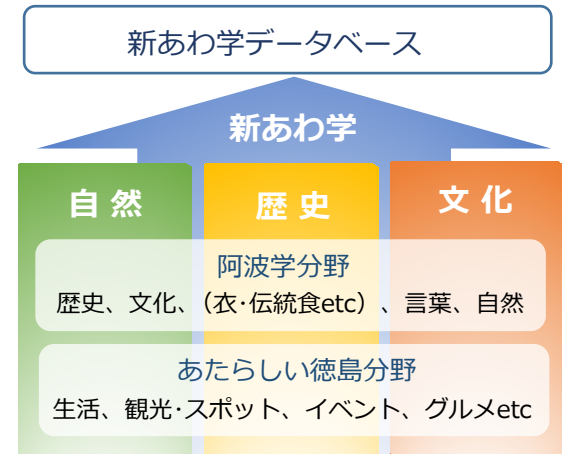 新あわ学データベース
新あわ学
自然 歴史 文化
阿波学分野
歴史、文化、（衣・伝統食etc）、言葉、自然
あたらしい徳島分野
生活、観光・スポット、イベント、グルメetc